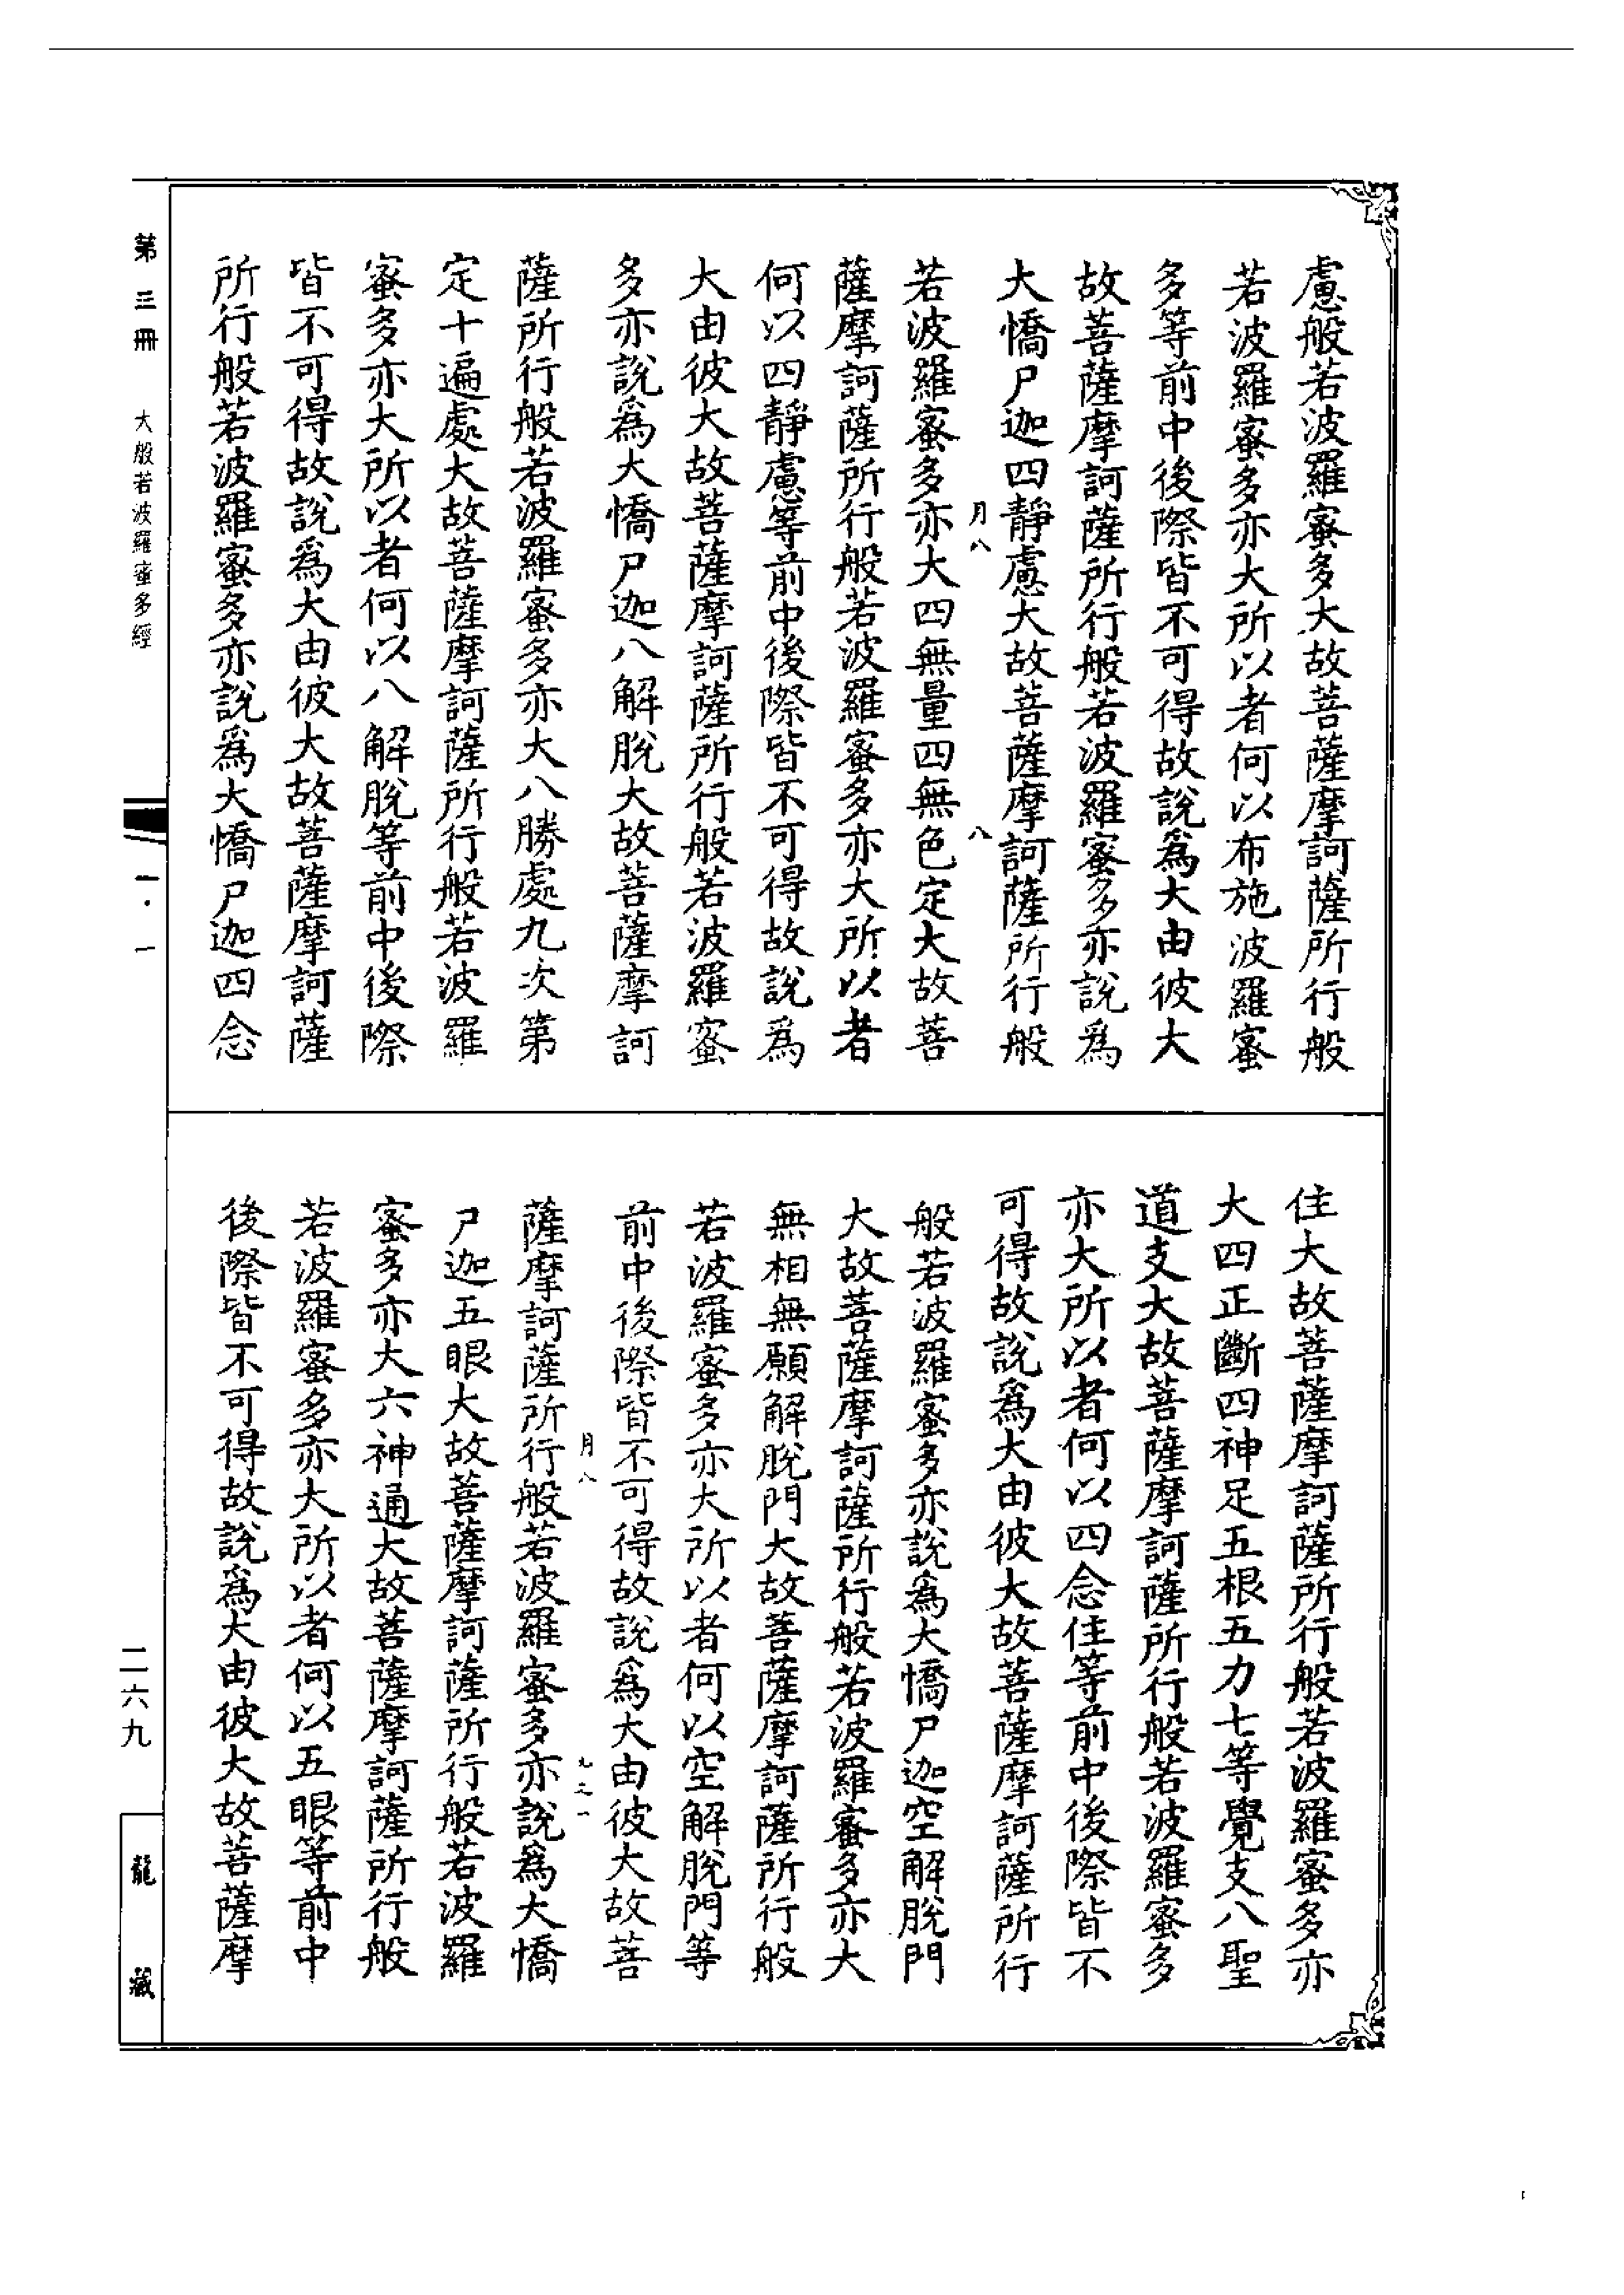 慮般若波羅蜜多大故菩薩摩訶薩所行般
若波羅蜜多亦大所以者何以布施波羅蜜
多等前中後際皆不可得故說為大由彼大
故菩薩摩訶薩所行般若波羅蜜多亦說為
大憍尸迦四靜慮大故菩薩摩訶薩所行般
月八
八
若波羅蜜多亦大四無量四無色定大故菩
薩摩訶薩所行般若波羅蜜多亦大所以者
何以四靜慮等前中後際皆不可得故說為
大由彼大故菩薩摩訶薩所行般若波羅蜜
多亦說為大憍尸迦八解脫大故菩薩摩訶
薩所行般若波羅蜜多亦大八勝處九次第
定十遍處大故菩薩摩訶薩所行般若波羅
蜜多亦大所以者何以八解脫等前中後際
皆不可得故說為大由彼大故菩薩摩訶薩
所行般若波羅蜜多亦說為大憍尸迦四念
住大故菩薩摩訶薩所行般若波羅蜜多亦
大四正斷四神足五根五力七等覺支八聖
道支大故菩薩摩訶薩所行般若波羅蜜多
亦大所以者何以四念住等前中後際皆不
可得故說為大由彼大故菩薩摩訶薩所行
般若波羅蜜多亦說為大憍尸迦空解脫門
大故菩薩摩訶薩所行般若波羅蜜多亦大
無相無願解脫門大故菩薩摩訶薩所行般
若波羅蜜多亦大所以者何以空解脫門等
前中後際皆不可得故說為大由彼大故菩
月八
九之一
薩摩訶薩所行般若波羅蜜多亦說為大憍
尸迦五眼大故菩薩摩訶薩所行般若波羅
蜜多亦大六神通大故菩薩摩訶薩所行般
若波羅蜜多亦大所以者何以五眼等前中
後際皆不可得故說為大由彼大故菩薩摩
第三冊
大般若波羅蜜多經
一·一
二六九
龍藏